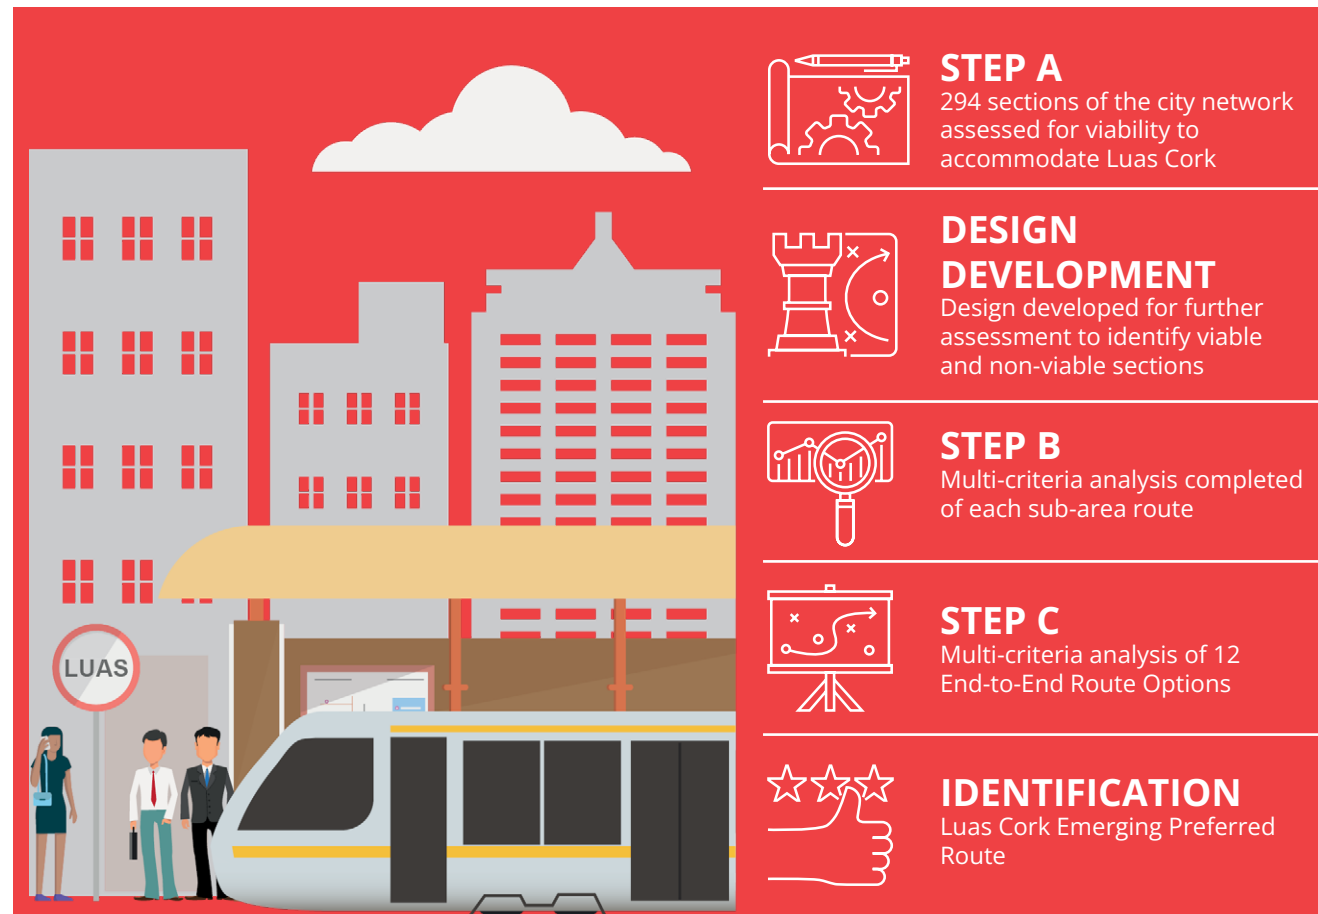 STEP A
294 sections of the city network
assessed for viability to
accommodate Luas Cork
DESIGN
DEVELOPMENT
Design developed for further
assessment to identify viable
and non-viable sections
STEP B
Multi-criteria analysis completed
of each sub-area route
STEP C
Multi-criteria analysis of 12
End-to-End Route Options
IDENTIFICATION
Luas Cork Emerging Preferred
Route
LUAS